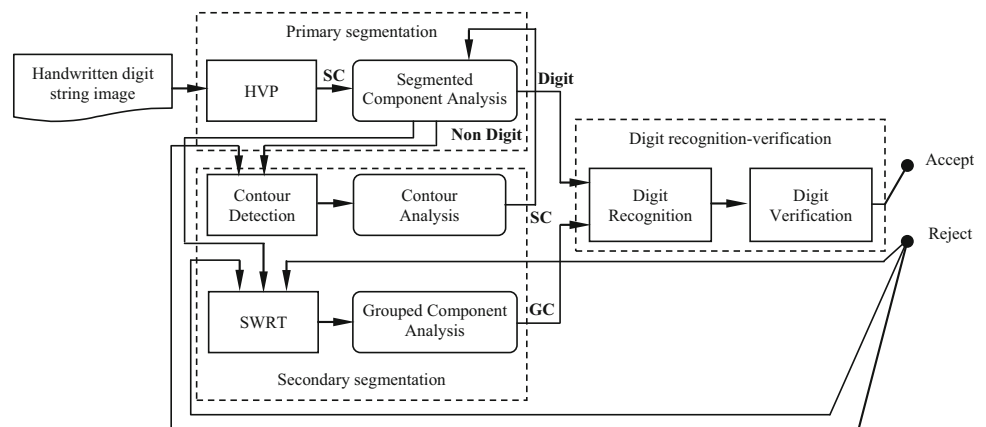 Primary segmentation
Handwritten digit
string image
HVP
SC
Segmented
Component Analysis
Digit
Non Digit
Digit recognition-verification
Contour
Detection
Contour
Analysis
SC
Digit
Recognition
Digit
Verification
Accept
Reject
SWRT
Grouped Component
Analysis
GC
Secondary segmentation